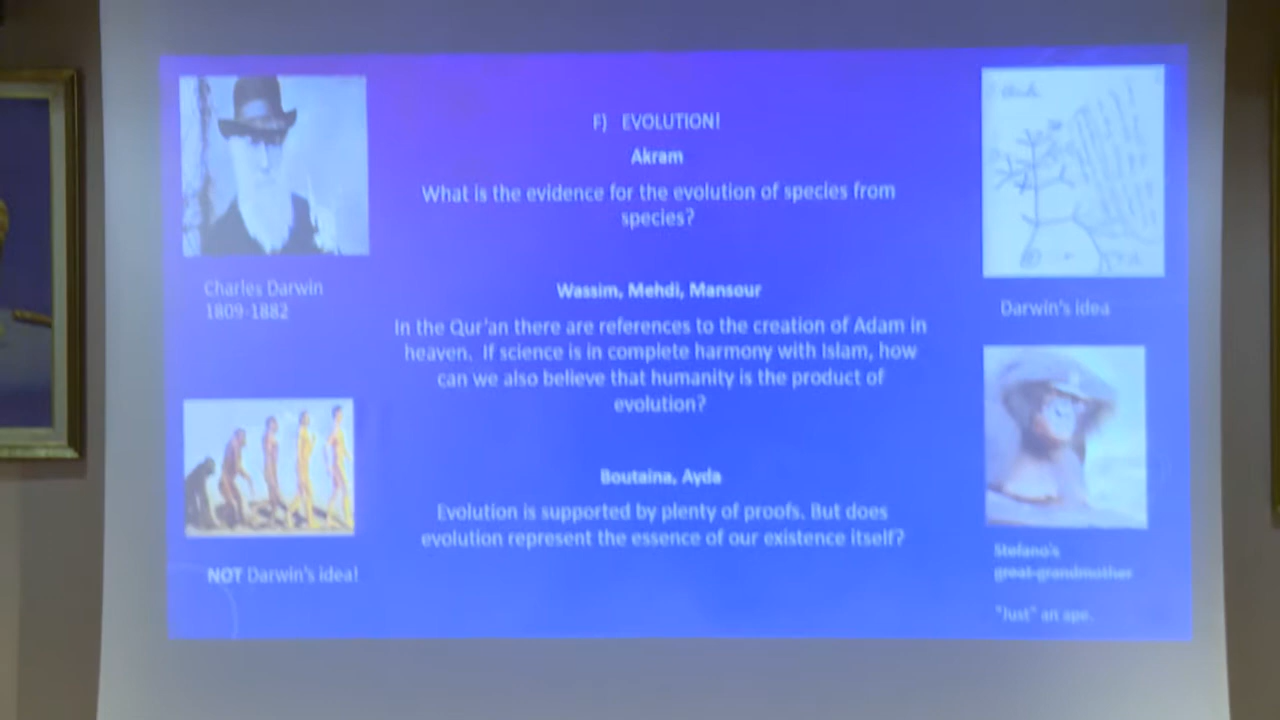 F) EVOLUTION!
Akram
What is the evidence for the evolution of species from
species?
Wassim, Mehdi, Mansour
In the Qur'an there are references to the creation of Adam in
heaven. If science is in complete harmony with Islam, how
can we also believe that humanity is the product of
evolution?
Boutaina, Ayda
Evolution is supported by plenty of proofs. But does
evolution represent the essence of our existence itself?
Charles Darwin
1809-1882
NOT Darwin's idea!
Darwin's idea
Stefano's
great-grandmother
"Just" an ape.